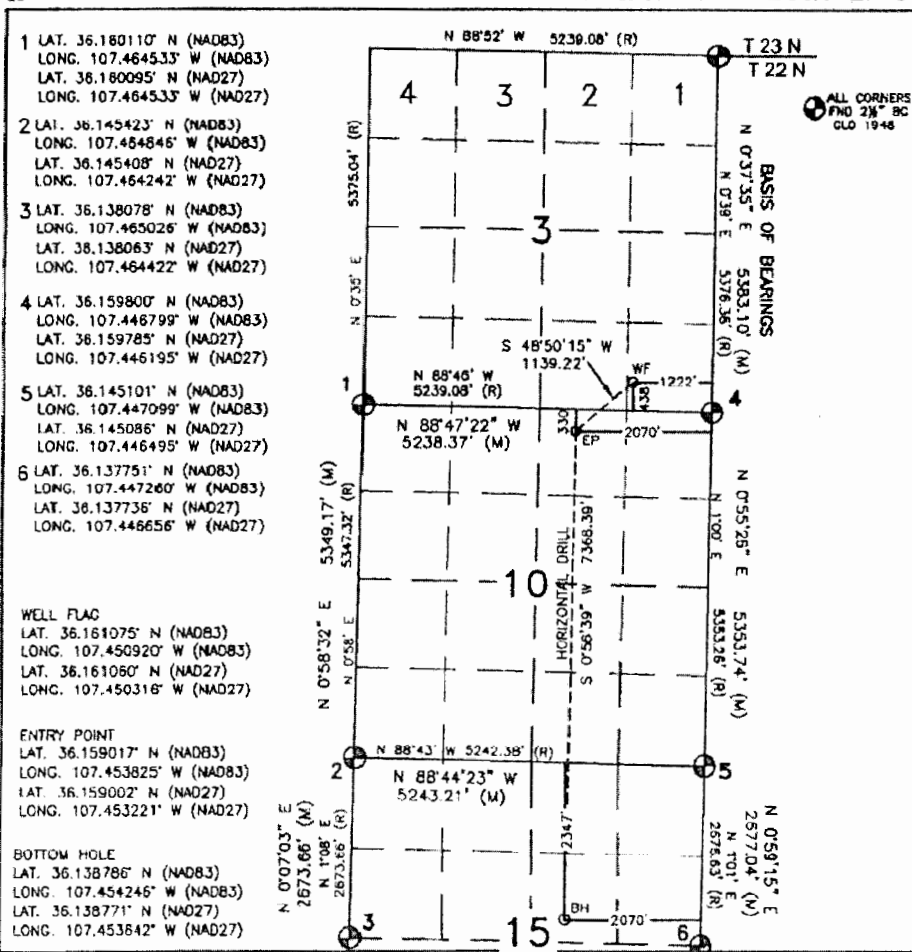 1 LAT. 36.160110° N (NAD83)
LONG. 107.464533° W (NAD83)
LAT. 36.160095° N (NAD27)
LONG. 107.464533° W (NAD27)
2 LAT. 36.145423° N (NAD83)
LONG. 107.464846° W (NAD83)
LAT. 36.145408° N (NAD27)
LONG. 107.464242° W (NAD27)
3 LAT. 36.138078° N (NAD83)
LONG. 107.465026° W (NAD83)
LAT. 36.138063° N (NAD27)
LONG. 107.464422° W (NAD27)
4 LAT. 36.159800° N (NAD83)
LONG. 107.446799° W (NAD83)
LAT. 36.159785° N (NAD27)
LONG. 107.446195° W (NAD27)
5 LAT. 36.145101° N (NAD83)
LONG. 107.447099° W (NAD83)
LAT. 36.145086° N (NAD27)
LONG. 107.446495° W (NAD27)
6 LAT. 36.137751° N (NAD83)
LONG. 107.447260° W (NAD83)
LAT. 36.137736° N (NAD27)
LONG. 107.446656° W (NAD27)
WELL FLAG
LAT. 36.161075° N (NAD83)
LONG. 107.450920° W (NAD83)
LAT. 36.161060° N (NAD27)
LONG. 107.450316° W (NAD27)
ENTRY POINT
LAT. 36.159017° N (NAD83)
LONG. 107.453825° W (NAD83)
LAT. 36.159002° N (NAD27)
LONG. 107.453221° W (NAD27)
BOTTOM HOLE
LAT. 36.138786° N (NAD83)
LONG. 107.454246° W (NAD83)
LAT. 36.138771° N (NAD27)
LONG. 107.453642° W (NAD27)
N 88°52' W 5239.08' (R)
T 23 N
T 22 N
ALL CORNERS
FND 2½" BC
GLO 1948
4 3 2 1
N 0°35' E 5375.04' (R)
3
BASIS OF BEARINGS
N 0°37'35" E 5383.10' (M)
N 0°39' E 5376.36' (R)
S 48°50'15" W
1139.22'
WF
1222'
438'
1
N 88°46' W
5239.08' (R)
N 88°47'22" W
5238.37' (M)
4
330'
EP
2070'
N 0°58'32" E 5349.17' (M)
N 0°58' E 5347.32' (R)
10
HORIZONTAL DRILL
S 0°56'39" W 7368.39'
N 0°55'26" E 5353.74' (M)
N 1°00' E 5353.26' (R)
2
N 88°43' W 5242.38' (R)
N 88°44'23" W
5243.21' (M)
5
N 0°07'03" E
2673.66' (M)
N 1°08' E
2673.66' (R)
2347'
BH
2070'
N 0°59'15" E
2677.04' (M)
N 1°01' E
2676.63' (R)
3
15
6